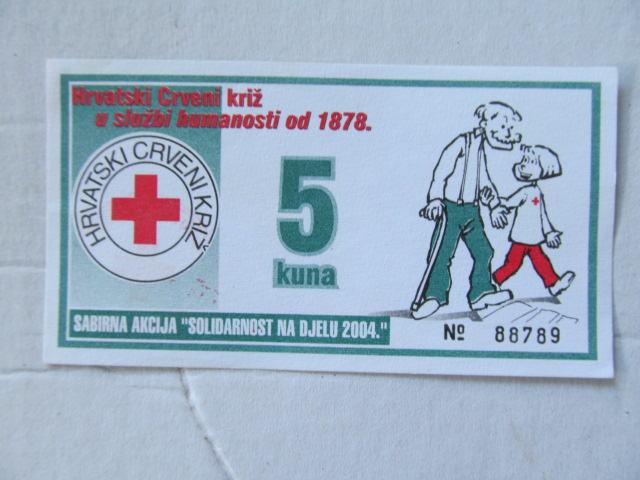 Hrvatski Crveni križ
u službi humanosti od 1878.
HRVATSKI CRVENI KRIŽ
5
kuna
SABIRNA AKCIJA "SOLIDARNOST NA DJELU 2004."
Nº 88789